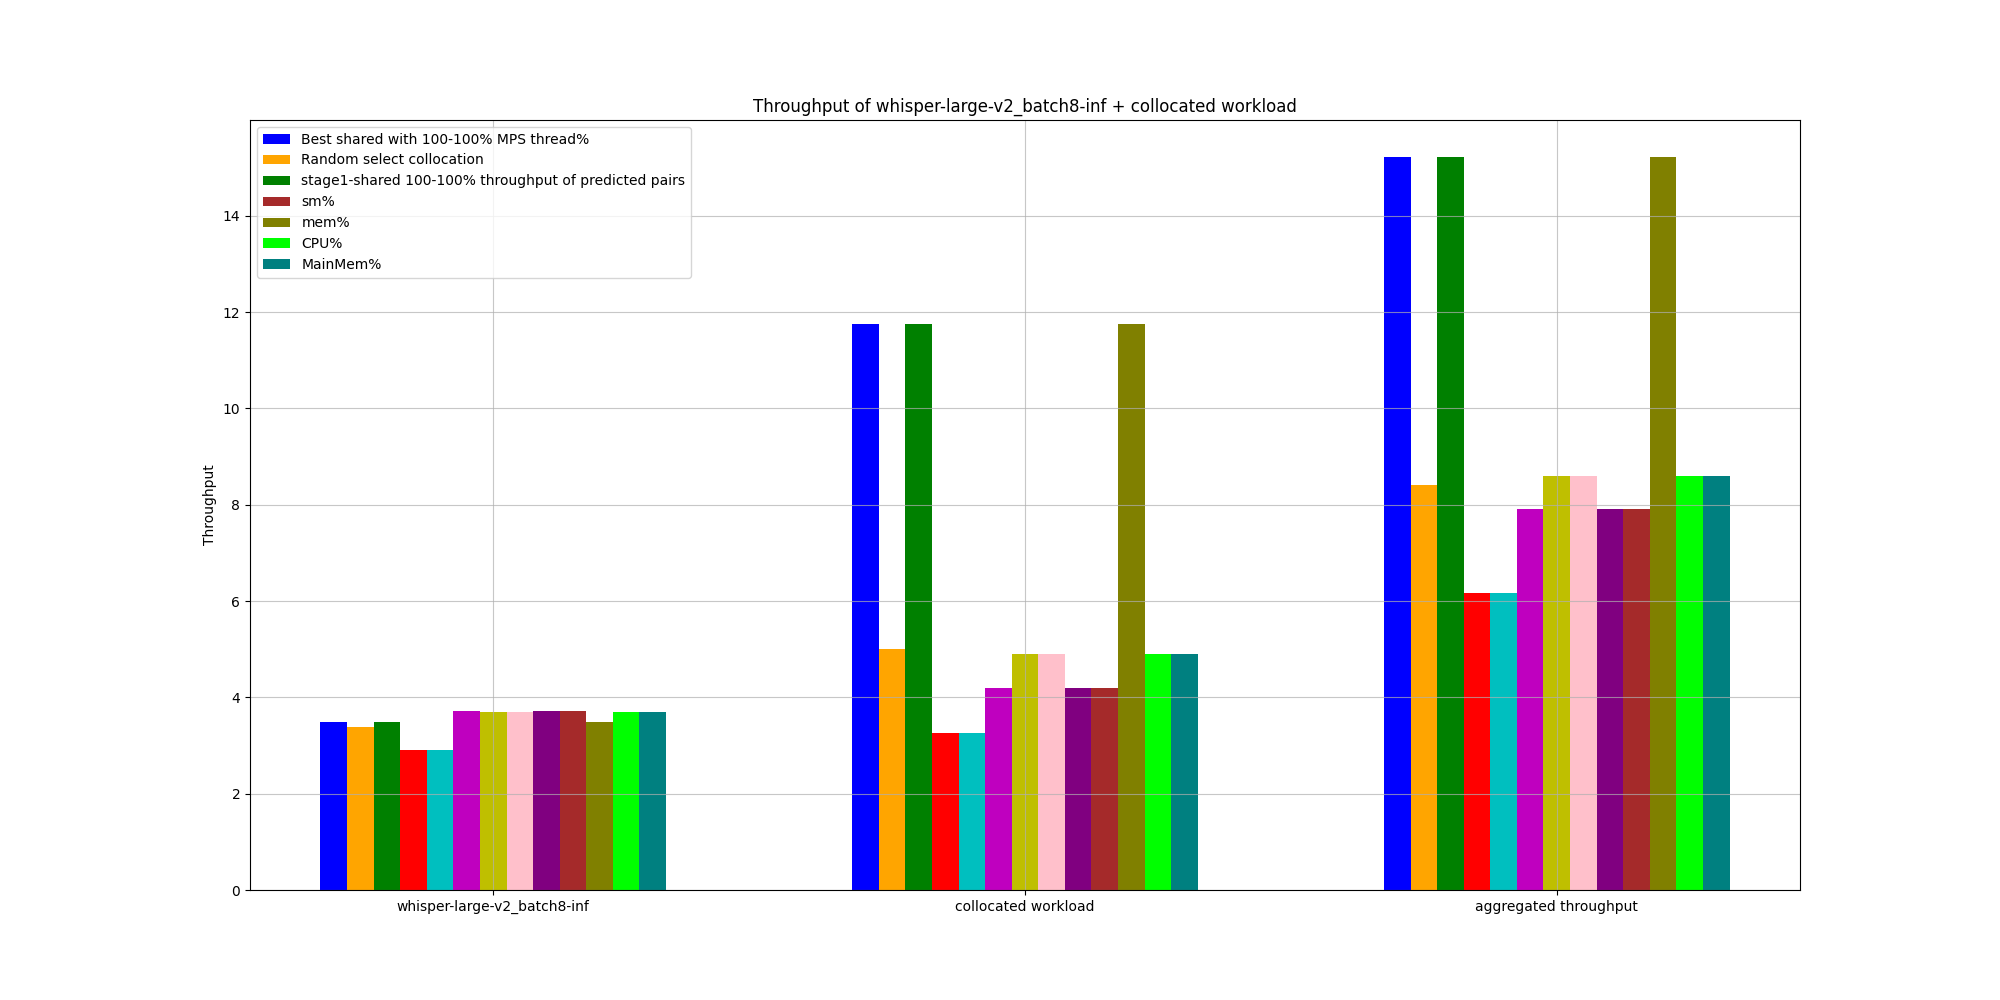 Throughput of whisper-large-v2_batch8-inf + collocated workload
Best shared with 100-100% MPS thread%
Random select collocation
stage1-shared 100-100% throughput of predicted pairs
sm%
mem%
CPU%
MainMem%
Throughput
14
12
10
8
6
4
2
0
whisper-large-v2_batch8-inf
collocated workload
aggregated throughput